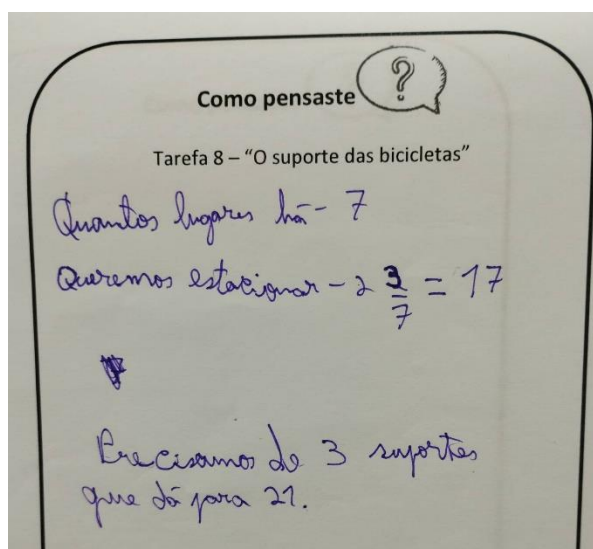 Como pensaste ?
Tarefa 8 – "O suporte das bicicletas"
Quantos lugares há - 7
Queremos estacionar - 2 3/7 = 17
Precisamos de 3 suportes
que dá para 21.